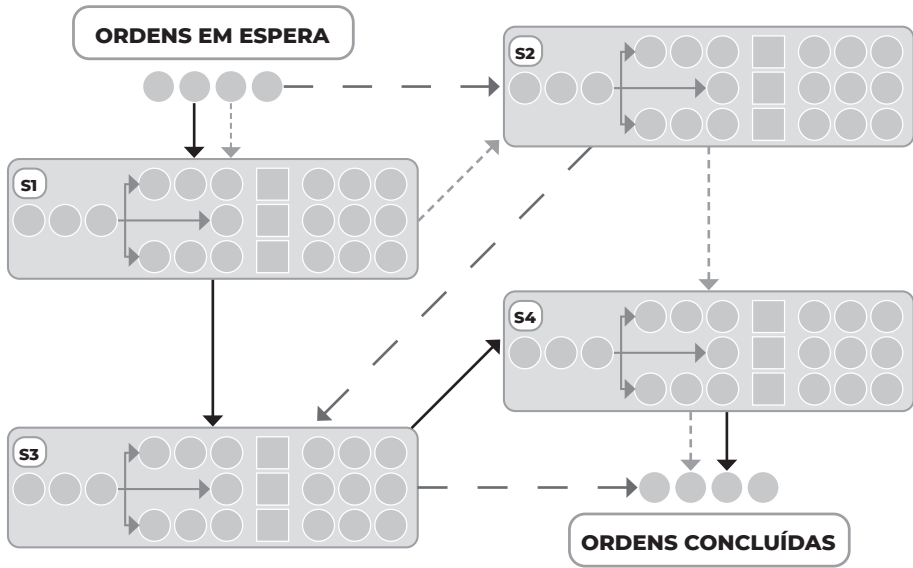 ORDENS EM ESPERA
S2
S1
S4
S3
ORDENS CONCLUÍDAS